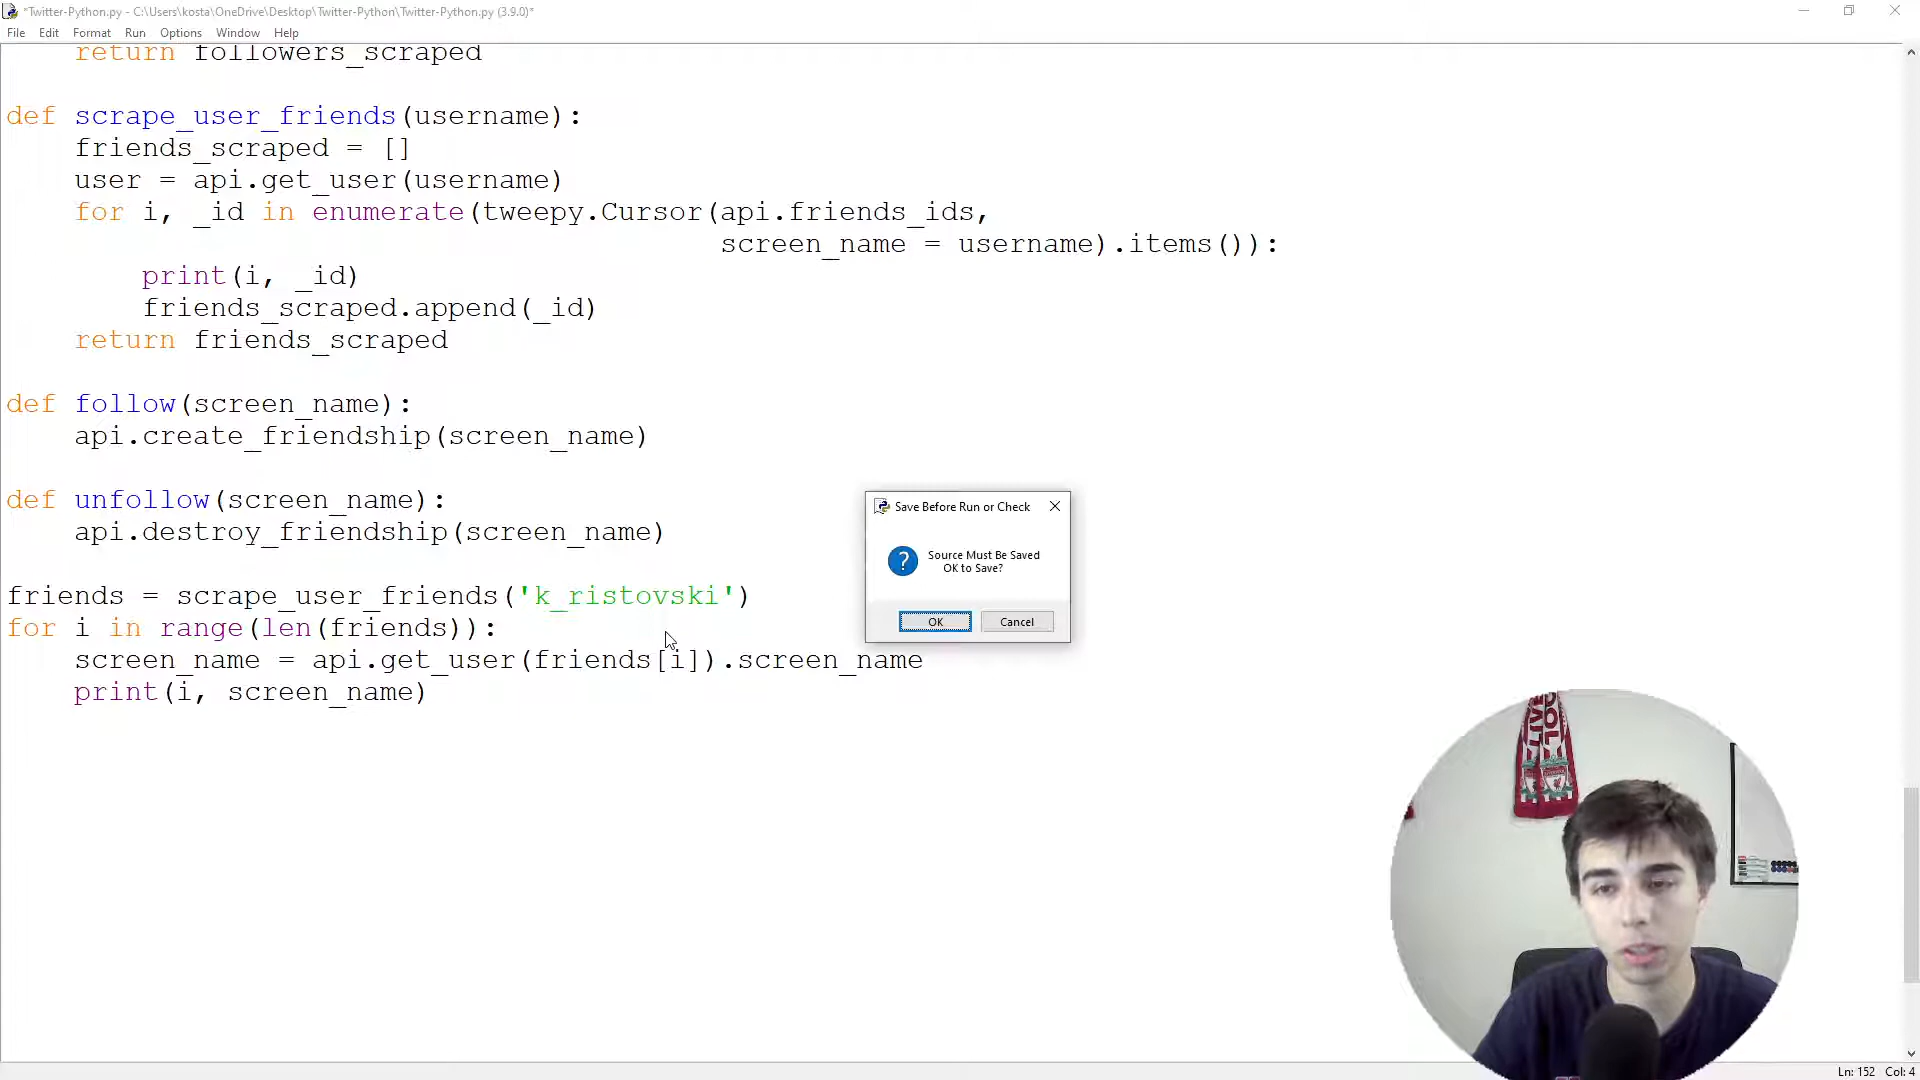 *Twitter-Python.py - C:\Users\kosta\OneDrive\Desktop\Twitter-Python\Twitter-Python.py (3.9.0)*
File Edit Format Run Options Window Help
return followers_scraped
def scrape_user_friends(username):
friends_scraped = []
user = api.get_user(username)
for i, _id in enumerate(tweepy.Cursor(api.friends_ids,
screen_name = username).items()):
print(i, _id)
friends_scraped.append(_id)
return friends_scraped
def follow(screen_name):
api.create_friendship(screen_name)
def unfollow(screen_name):
api.destroy_friendship(screen_name)
friends = scrape_user_friends('k_ristovski')
for i in range(len(friends)):
screen_name = api.get_user(friends[i]).screen_name
print(i, screen_name)
Save Before Run or Check
Source Must Be Saved
OK to Save?
OK Cancel
LIVE
POOL
Ln: 152 Col: 4